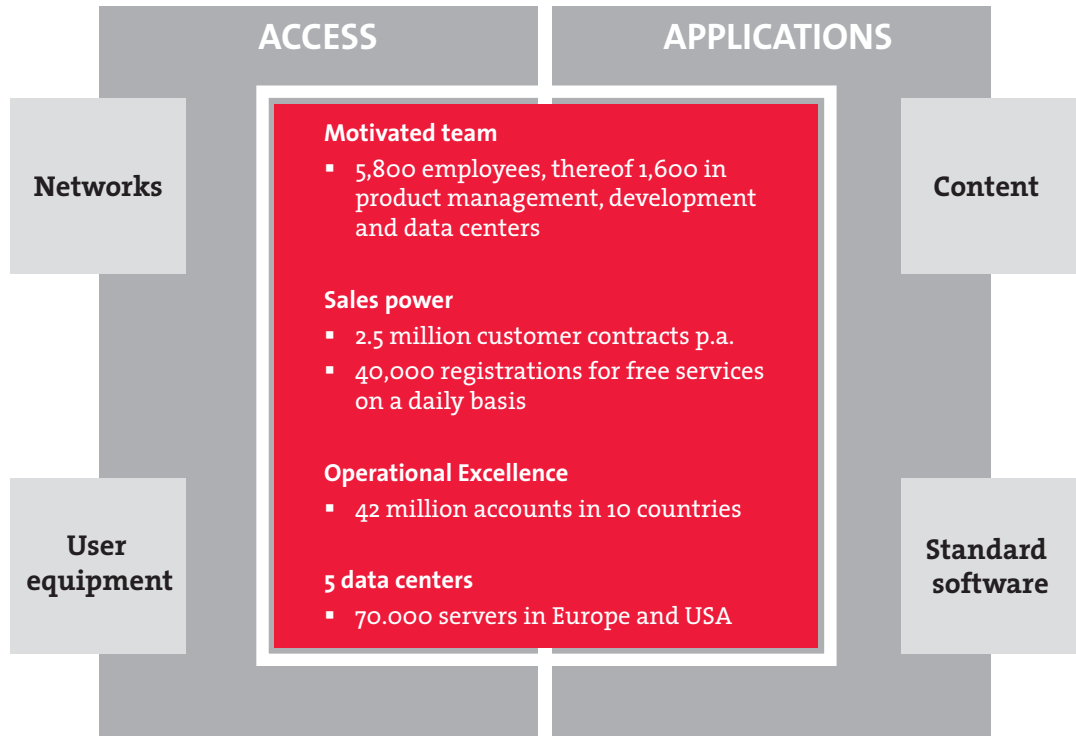 ACCESS
APPLICATIONS
Networks
User
equipment
Motivated team
▪ 5,800 employees, thereof 1,600 in
product management, development
and data centers
Sales power
▪ 2.5 million customer contracts p.a.
▪ 40,000 registrations for free services
on a daily basis
Operational Excellence
▪ 42 million accounts in 10 countries
5 data centers
▪ 70.000 servers in Europe and USA
Content
Standard
software